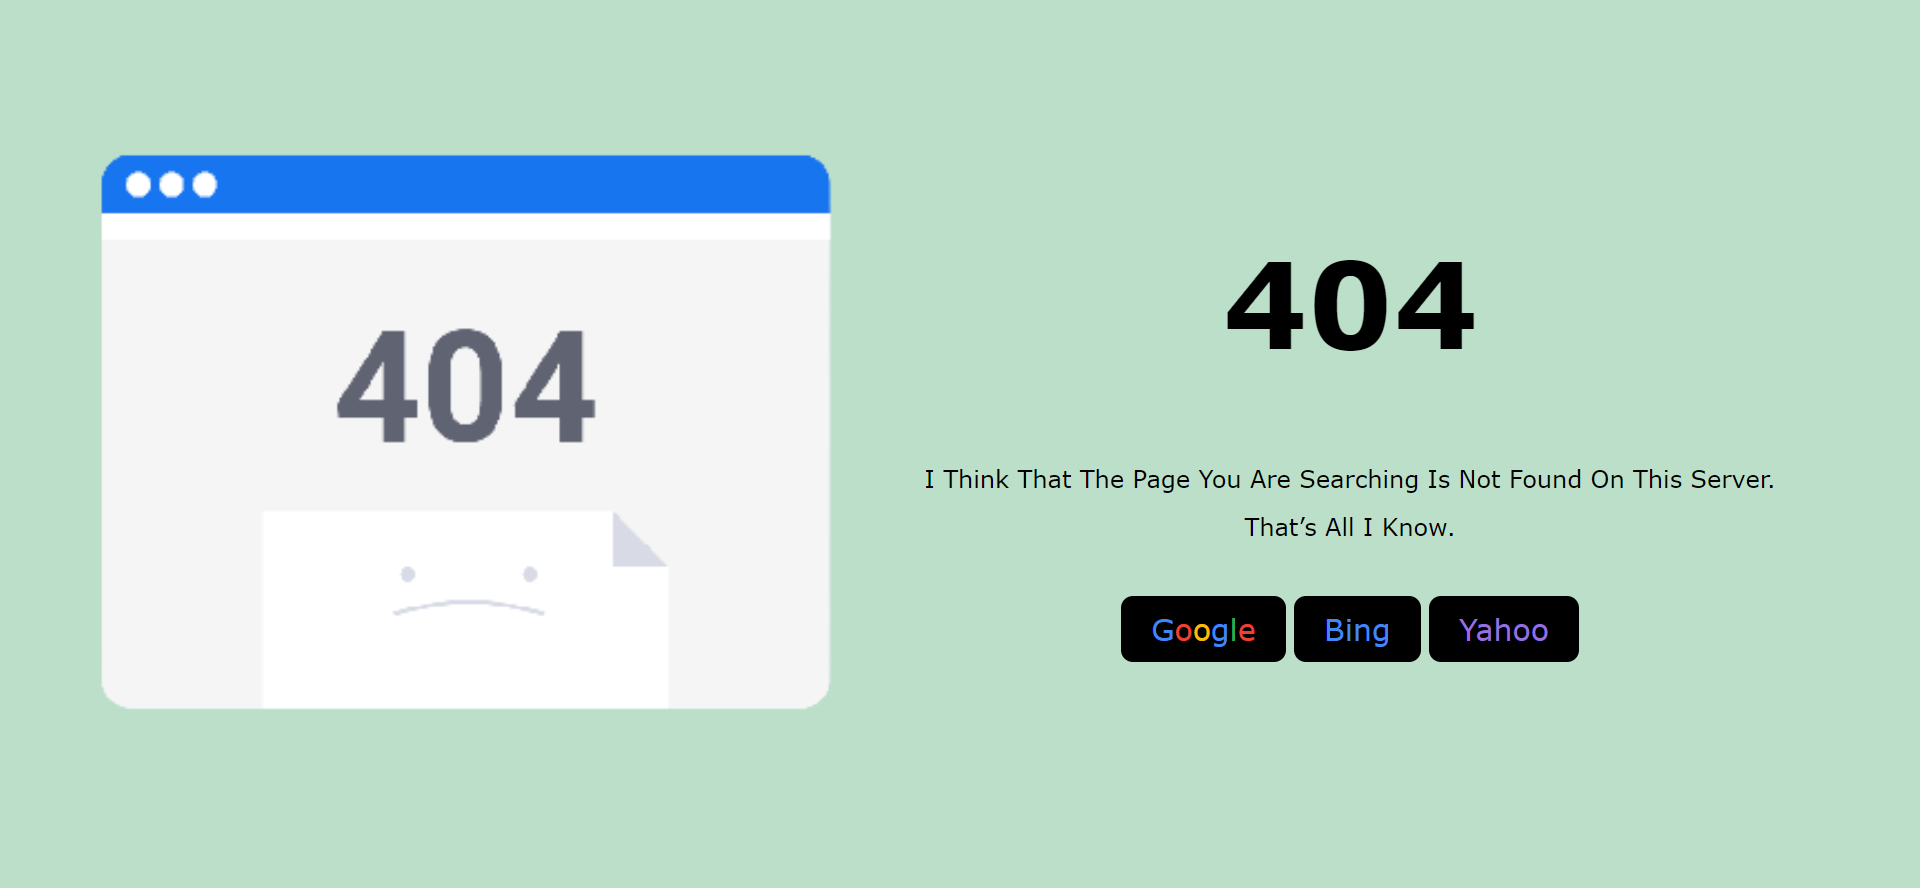 404
404
I Think That The Page You Are Searching Is Not Found On This Server.
That’s All I Know.
Google Bing Yahoo